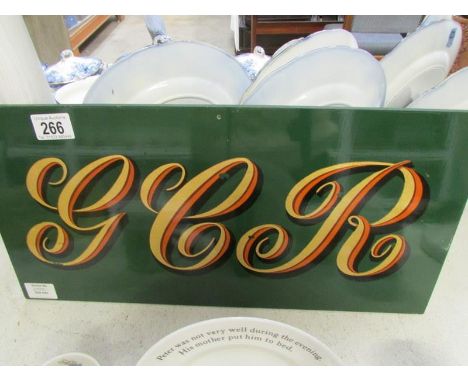 266
GCR
Peter was not very well during the evening.
His mother put him to bed.